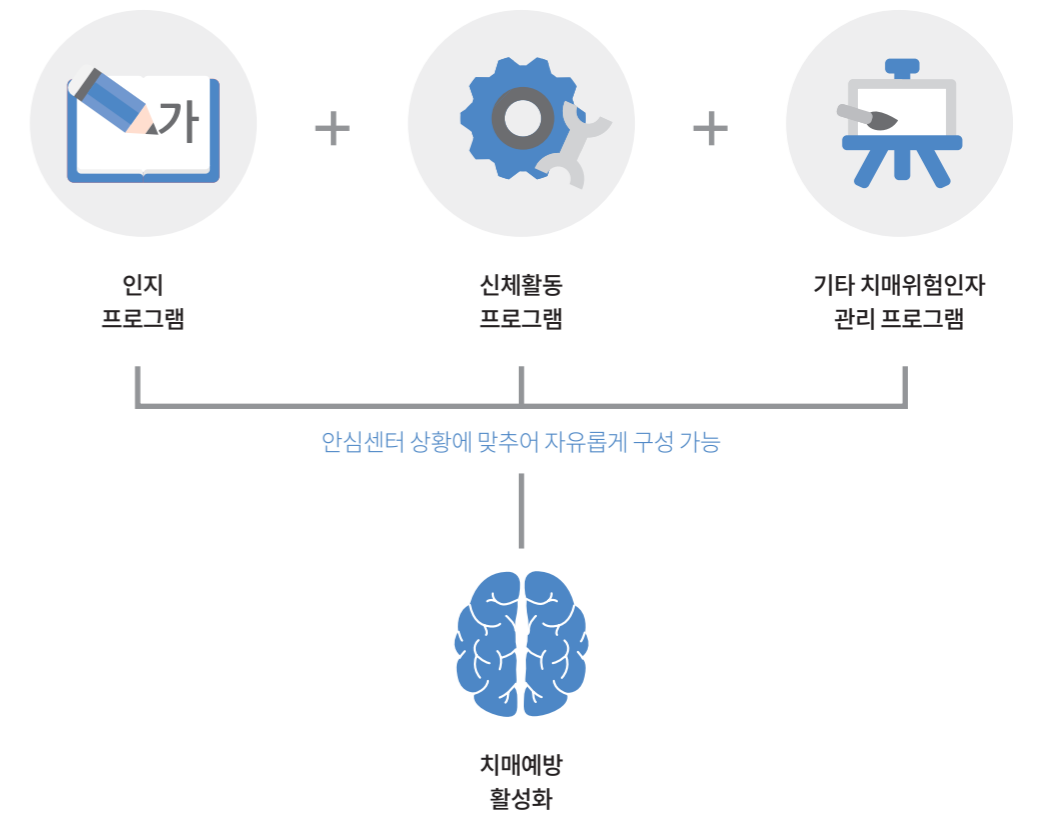 가
+
+
인지
프로그램
신체활동
프로그램
기타 치매위험인자
관리 프로그램
안심센터 상황에 맞추어 자유롭게 구성 가능
치매예방
활성화